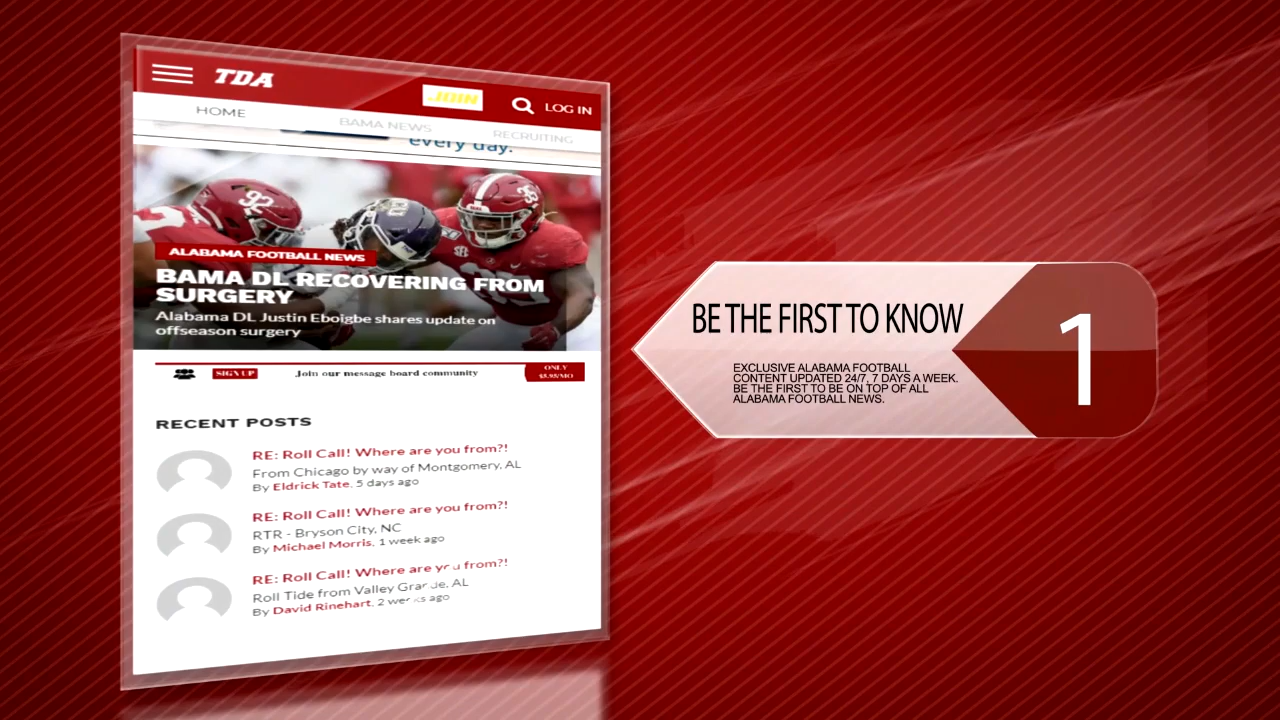 TDA
JOIN
LOG IN
HOME
BAMA NEWS
RECRUITING
every day.
92
35
ALABAMA FOOTBALL NEWS
BAMA DL RECOVERING FROM
SURGERY
Alabama DL Justin Eboigbe shares update on
offseason surgery
SIGN UP
Join our message board community
ONLY
$5.95/MO
RECENT POSTS
RE: Roll Call! Where are you from?!
From Chicago by way of Montgomery, AL
By Eldrick Tate, 5 days ago
RE: Roll Call! Where are you from?!
RTR - Bryson City, NC
By Michael Morris, 1 week ago
RE: Roll Call! Where are you from?!
Roll Tide from Valley Grande, AL
By David Rinehart, 2 weeks ago
BE THE FIRST TO KNOW
EXCLUSIVE ALABAMA FOOTBALL
CONTENT UPDATED 24/7, 7 DAYS A WEEK.
BE THE FIRST TO BE ON TOP OF ALL
ALABAMA FOOTBALL NEWS.
1